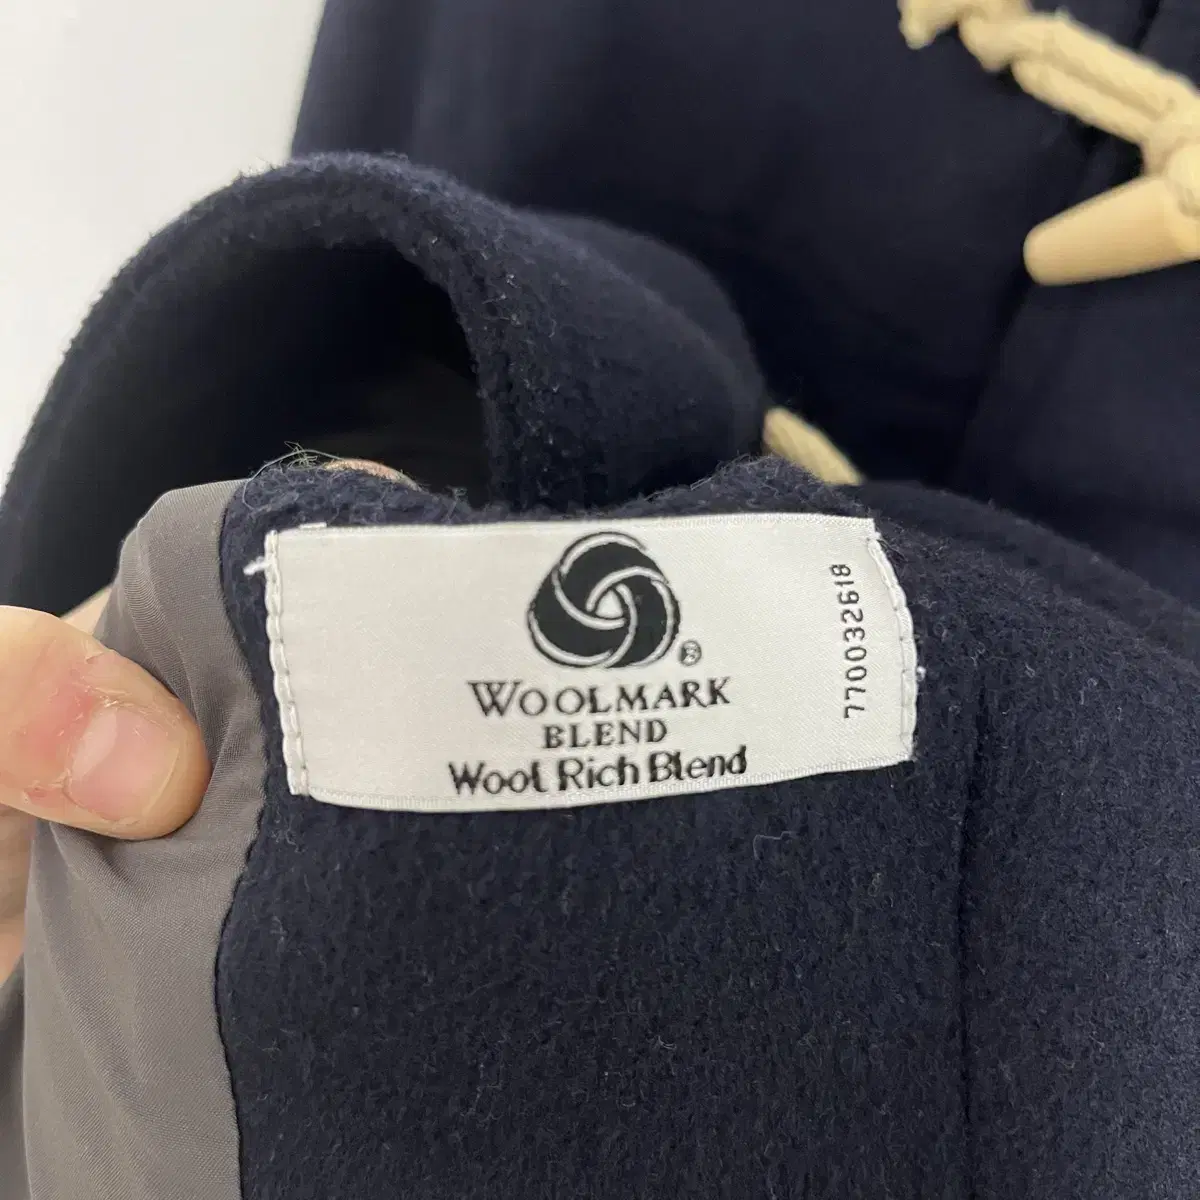 WOOLMARK
BLEND
Wool Rich Blend
770032618